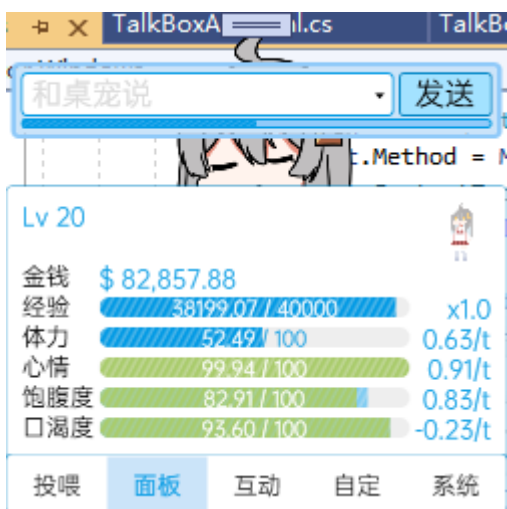 TalkBoxA
l.cs
TalkB
和桌宠说
发送
t.Method =
Lv 20
金钱 $ 82,857.88
经验 38199.07 / 40000 x1.0
体力 52.49 / 100 0.63/t
心情 99.94 / 100 0.91/t
饱腹度 82.91 / 100 0.83/t
口渴度 93.60 / 100 -0.23/t
投喂 面板 互动 自定 系统